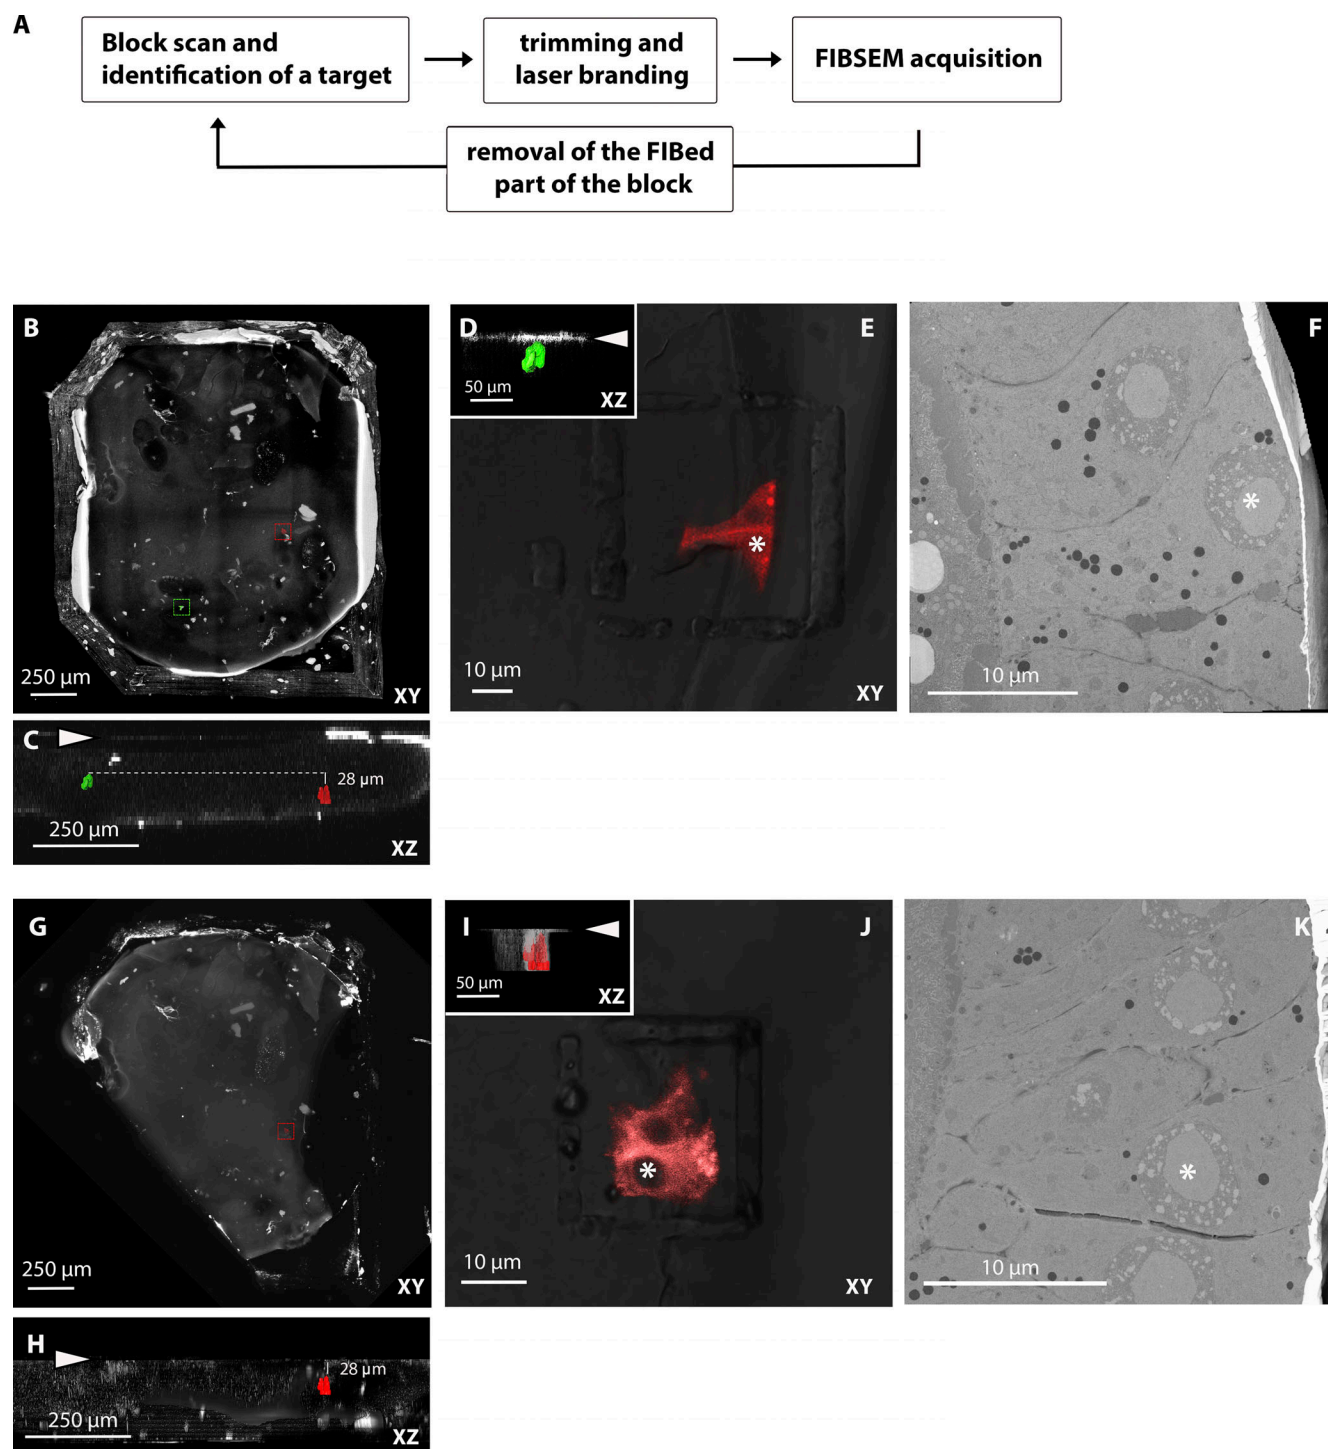 A
Block scan and
identification of a target
trimming and
laser branding
FIBSEM acquisition
removal of the FIBed
part of the block
B
250 µm
XY
C
28 µm
250 µm
XZ
D
50 µm
XZ
E
*
10 µm
XY
F
*
10 µm
G
250 µm
XY
H
28 µm
250 µm
XZ
I
50 µm
XZ
J
*
10 µm
XY
K
*
10 µm